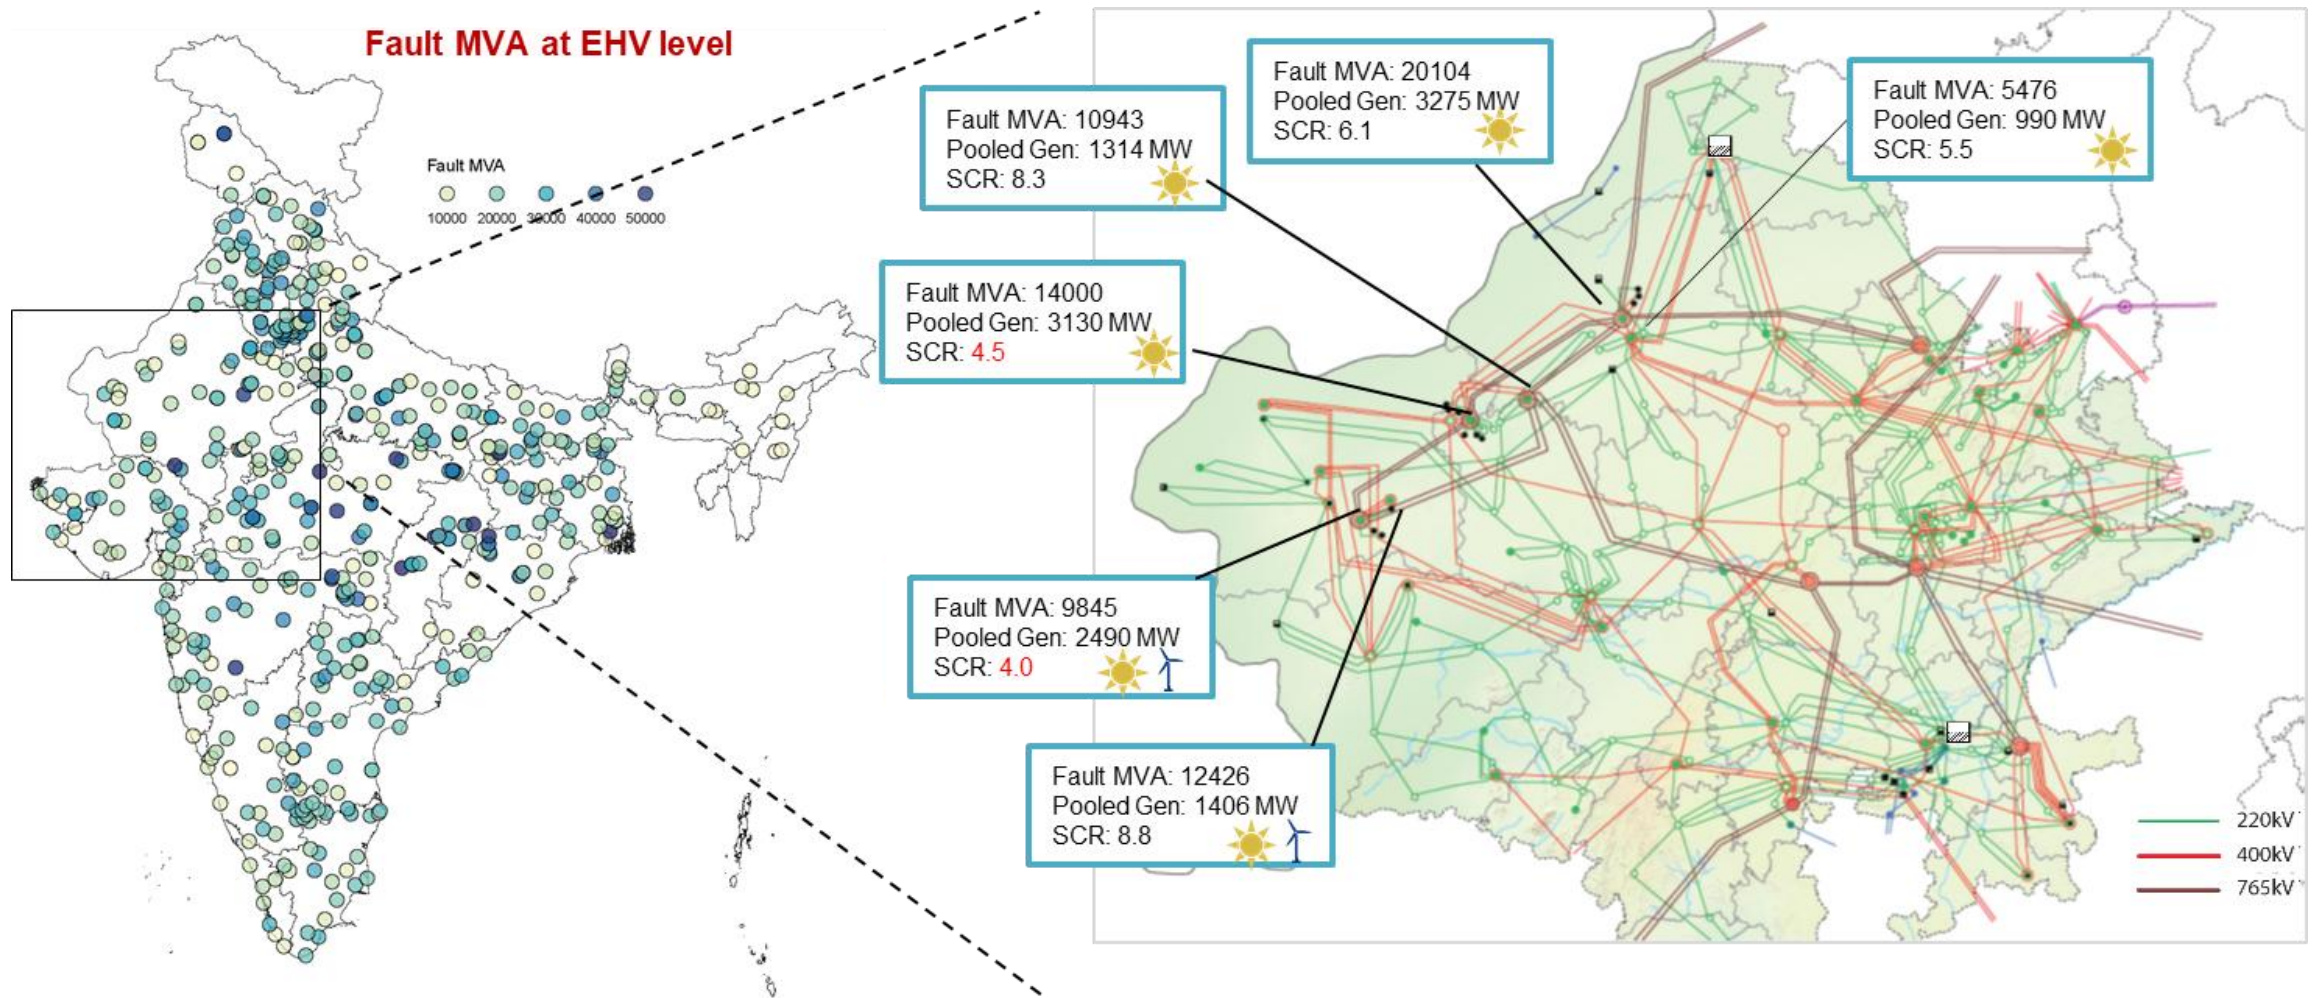 Fault MVA at EHV level
Fault MVA
10000 20000 30000 40000 50000
Fault MVA: 10943
Pooled Gen: 1314 MW
SCR: 8.3
Fault MVA: 20104
Pooled Gen: 3275 MW
SCR: 6.1
Fault MVA: 5476
Pooled Gen: 990 MW
SCR: 5.5
Fault MVA: 14000
Pooled Gen: 3130 MW
SCR: 4.5
Fault MVA: 9845
Pooled Gen: 2490 MW
SCR: 4.0
Fault MVA: 12426
Pooled Gen: 1406 MW
SCR: 8.8
220kV
400kV
765kV